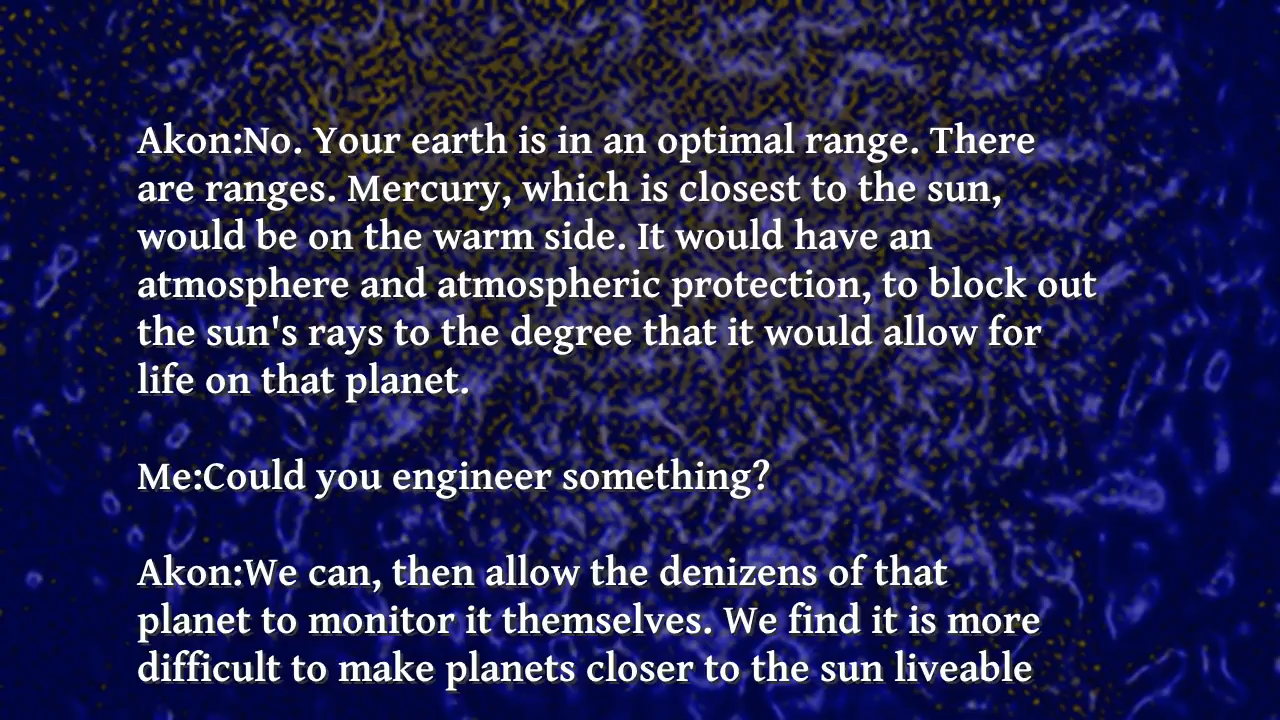 Akon:No. Your earth is in an optimal range. There
are ranges. Mercury, which is closest to the sun,
would be on the warm side. It would have an
atmosphere and atmospheric protection, to block out
the sun's rays to the degree that it would allow for
life on that planet.
Me:Could you engineer something?
Akon:We can, then allow the denizens of that
planet to monitor it themselves. We find it is more
difficult to make planets closer to the sun liveable